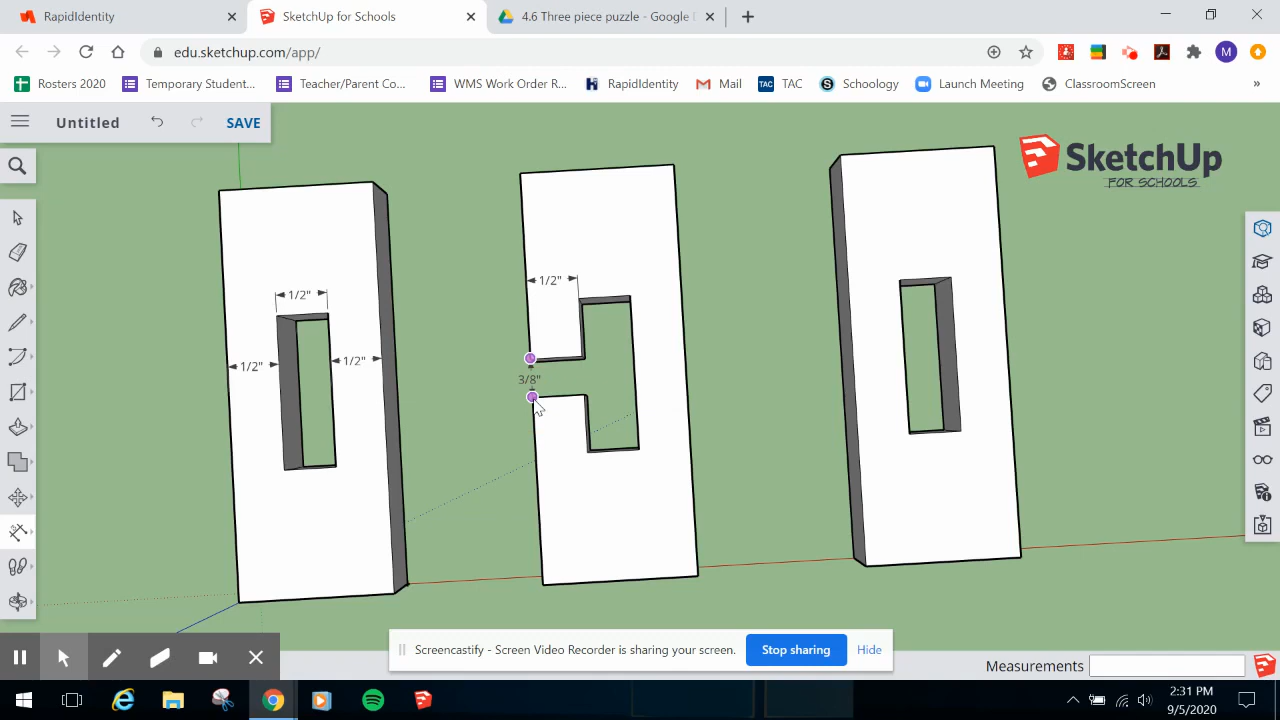 RapidIdentity
SketchUp for Schools
4.6 Three piece puzzle - Google D
edu.sketchup.com/app/
M
Rosters 2020
Temporary Student...
Teacher/Parent Co...
WMS Work Order R...
RapidIdentity
Mail
TAC TAC
S Schoology
Launch Meeting
ClassroomScreen
»
Untitled
SAVE
SketchUp
FOR SCHOOLS
1/2"
1/2"
1/2"
1/2"
3/8"
Screencastify - Screen Video Recorder is sharing your screen.
Stop sharing
Hide
Measurements
2:31 PM
9/5/2020